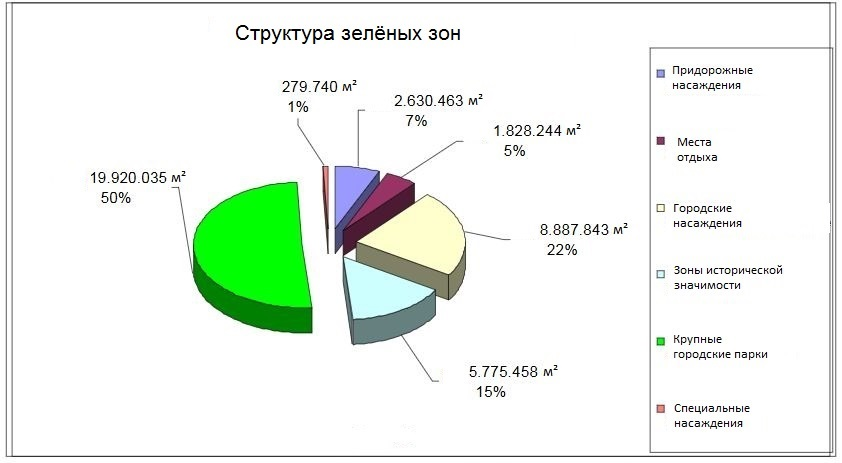 Структура зелёных зон
279.740 м²
1%
2.630.463 м²
7%
1.828.244 м²
5%
19.920.035 м²
50%
8.887.843 м²
22%
5.775.458 м²
15%
Придорожные
насаждения
Места
отдыха
Городские
насаждения
Зоны исторической
значимости
Крупные
городские парки
Специальные
насаждения